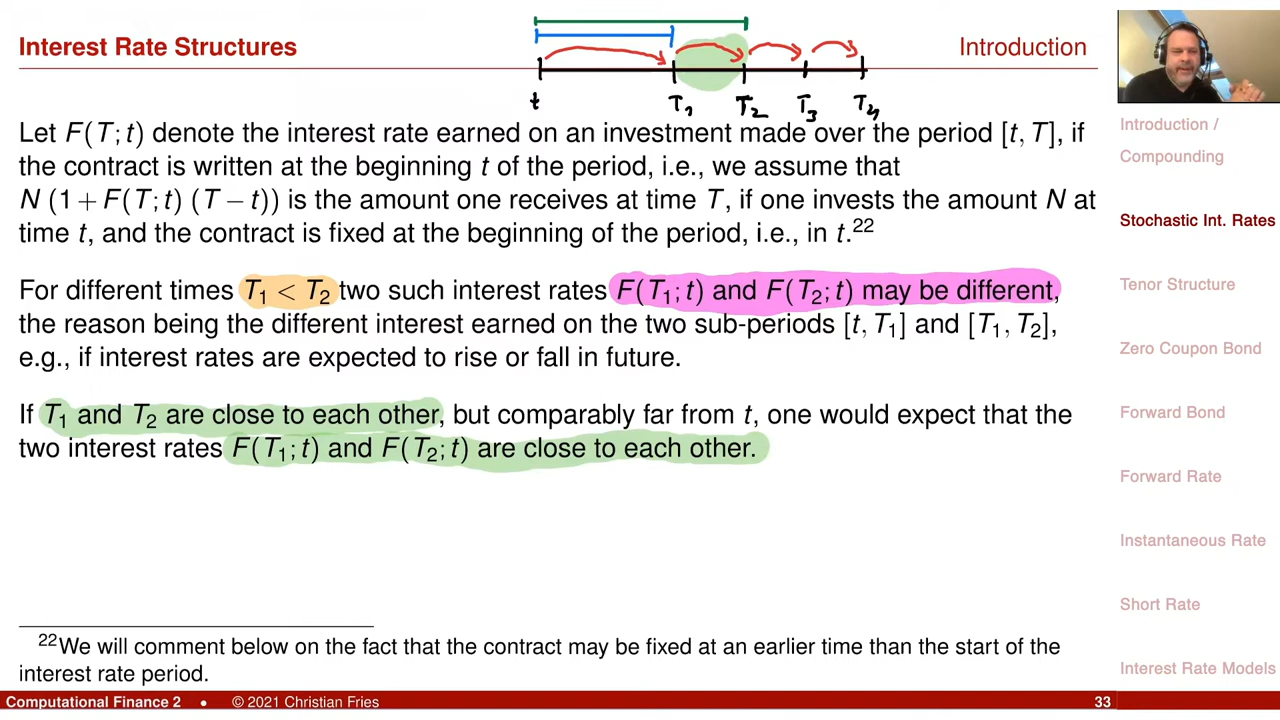 Interest Rate Structures
Introduction
t T₁ T₂ T₃ T₄
Let F(T; t) denote the interest rate earned on an investment made over the period [t, T], if
the contract is written at the beginning t of the period, i.e., we assume that
N (1 + F(T; t) (T − t)) is the amount one receives at time T, if one invests the amount N at
time t, and the contract is fixed at the beginning of the period, i.e., in t.²²
For different times T₁ < T₂ two such interest rates F(T₁; t) and F(T₂; t) may be different,
the reason being the different interest earned on the two sub-periods [t, T₁] and [T₁, T₂],
e.g., if interest rates are expected to rise or fall in future.
If T₁ and T₂ are close to each other, but comparably far from t, one would expect that the
two interest rates F(T₁; t) and F(T₂; t) are close to each other.
²²We will comment below on the fact that the contract may be fixed at an earlier time than the start of the
interest rate period.
Introduction /
Compounding
Stochastic Int. Rates
Tenor Structure
Zero Coupon Bond
Forward Bond
Forward Rate
Instantaneous Rate
Short Rate
Interest Rate Models
Computational Finance 2 • © 2021 Christian Fries 33